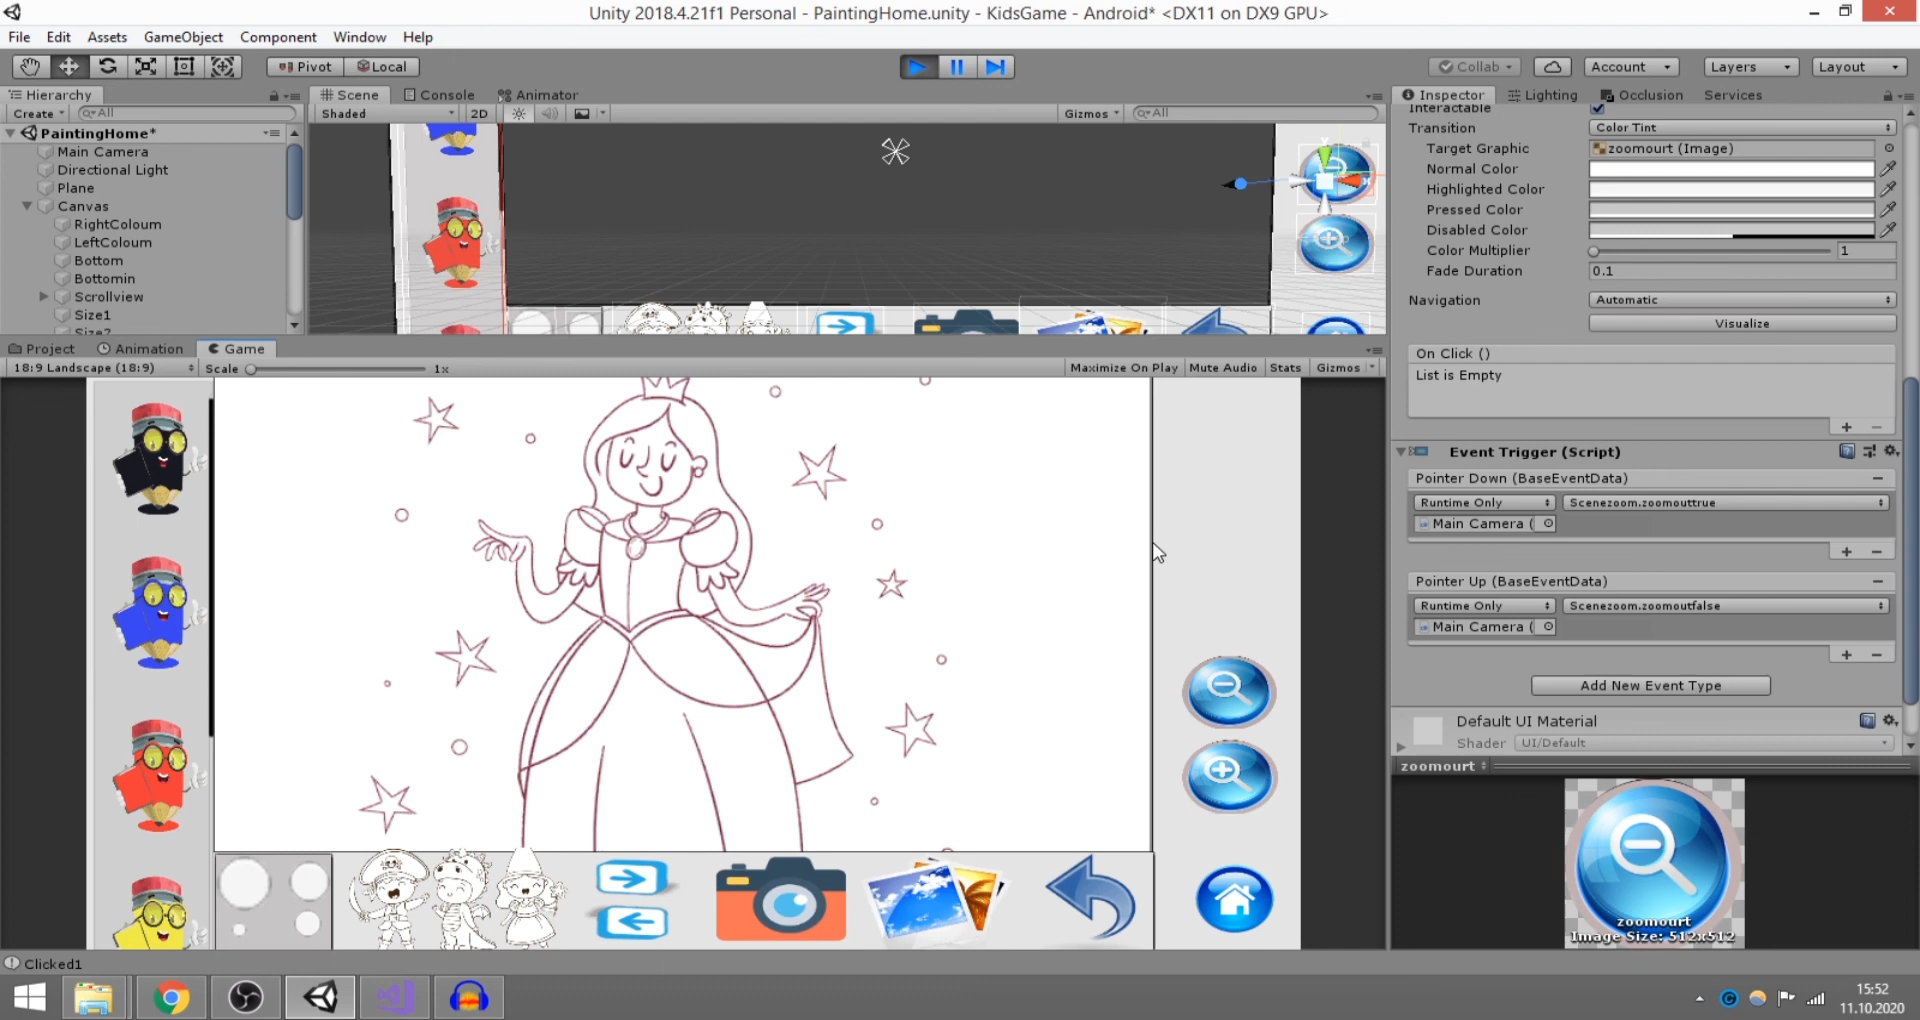 Unity 2018.4.21f1 Personal - PaintingHome.unity - KidsGame - Android* <DX11 on DX9 GPU>
File Edit Assets GameObject Component Window Help
Pivot Local Collab Account Layers Layout
Hierarchy
Create All
PaintingHome*
Main Camera
Directional Light
Plane
Canvas
RightColoum
LeftColoum
Bottom
Bottomin
Scrollview
Size1
Size2
Scene Console Animator
Shaded 2D Gizmos All
Project Animation Game
18:9 Landscape (18:9) Scale 1x Maximize On Play Mute Audio Stats Gizmos
Inspector Lighting Occlusion Services
Interactable
Transition Color Tint
Target Graphic zoomourt (Image)
Normal Color
Highlighted Color
Pressed Color
Disabled Color
Color Multiplier 1
Fade Duration 0.1
Navigation Automatic
Visualize
On Click ()
List is Empty
Event Trigger (Script)
Pointer Down (BaseEventData)
Runtime Only Scenezoom.zoomouttrue
Main Camera (
Pointer Up (BaseEventData)
Runtime Only Scenezoom.zoomoutfalse
Main Camera (
Add New Event Type
Default UI Material
Shader UI/Default
zoomourt
zoomourt
Image Size: 512x512
Clicked1
15:52
11.10.2020